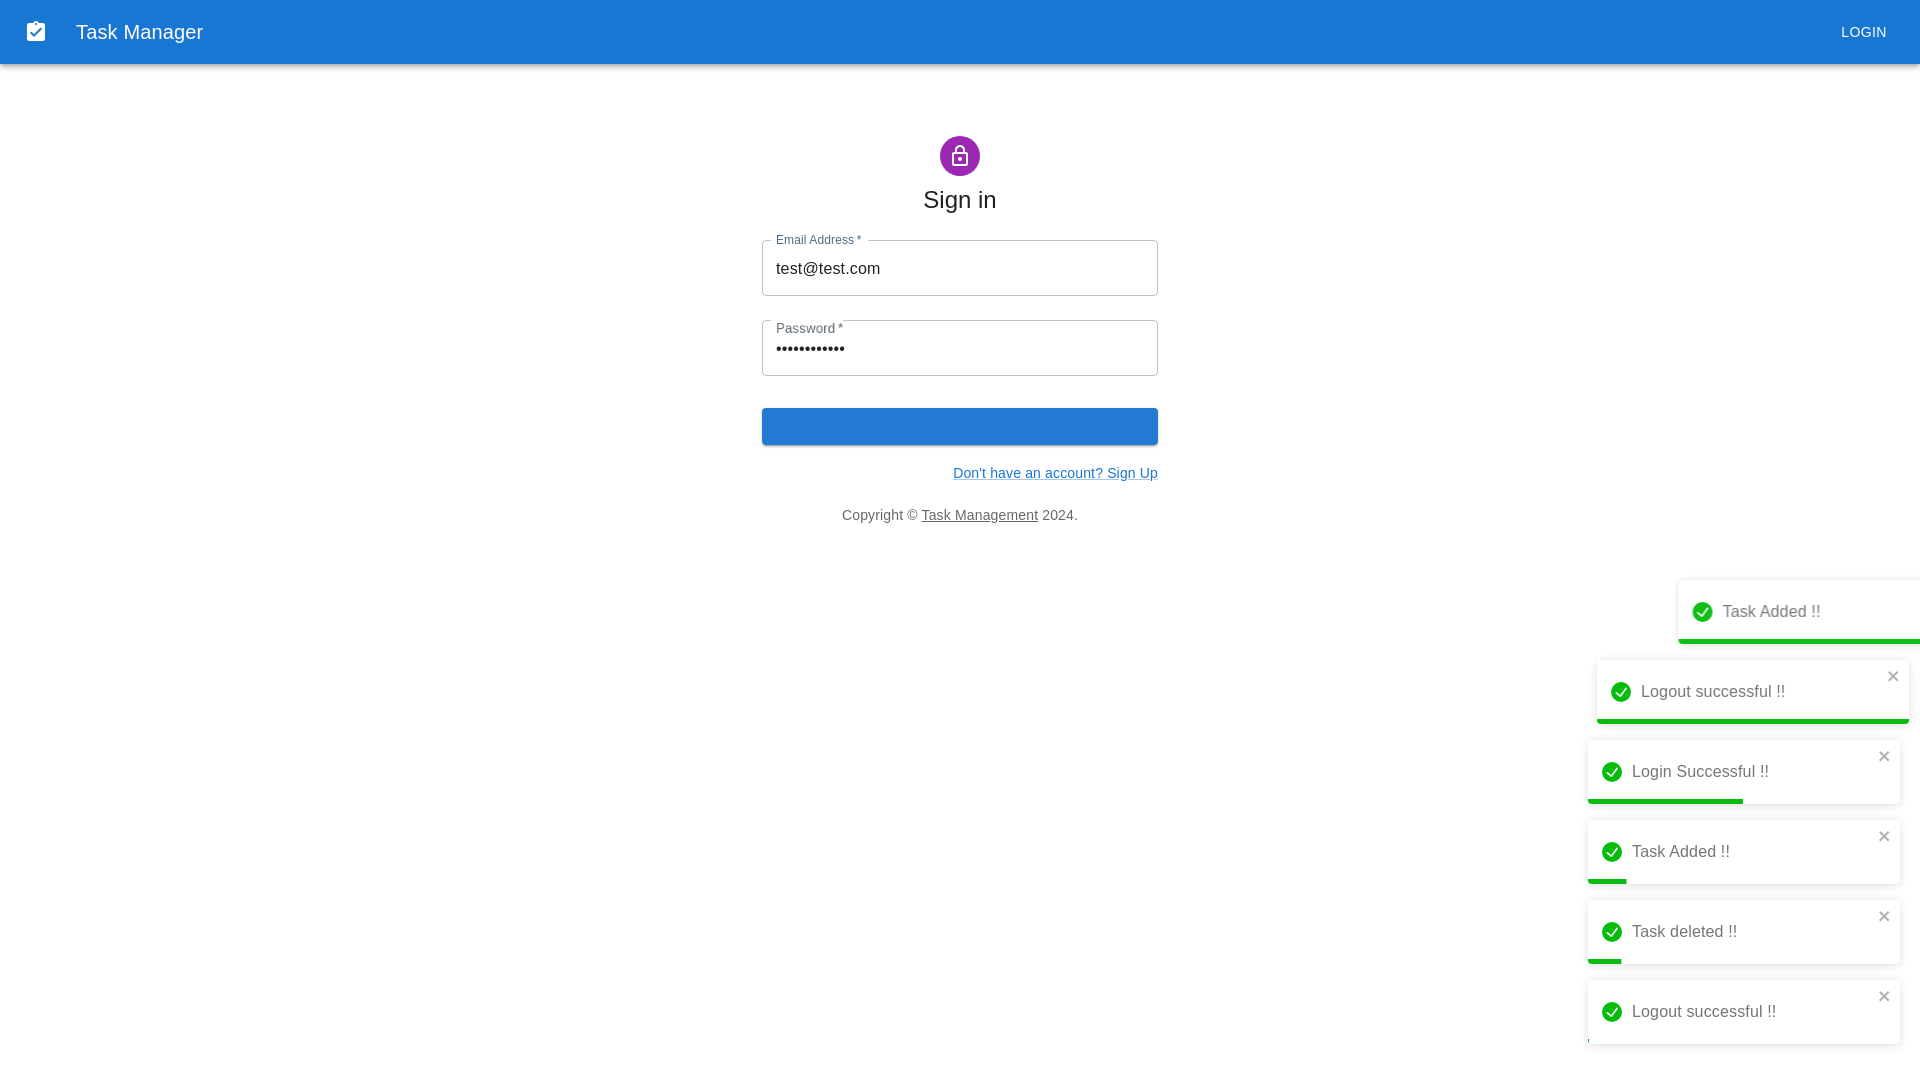 Task Manager
LOGIN
Sign in
Email Address *
test@test.com
Password *
••••••••••••
Don't have an account? Sign Up
Copyright © Task Management 2024.
Task Added !!
Logout successful !!
Login Successful !!
Task Added !!
Task deleted !!
Logout successful !!